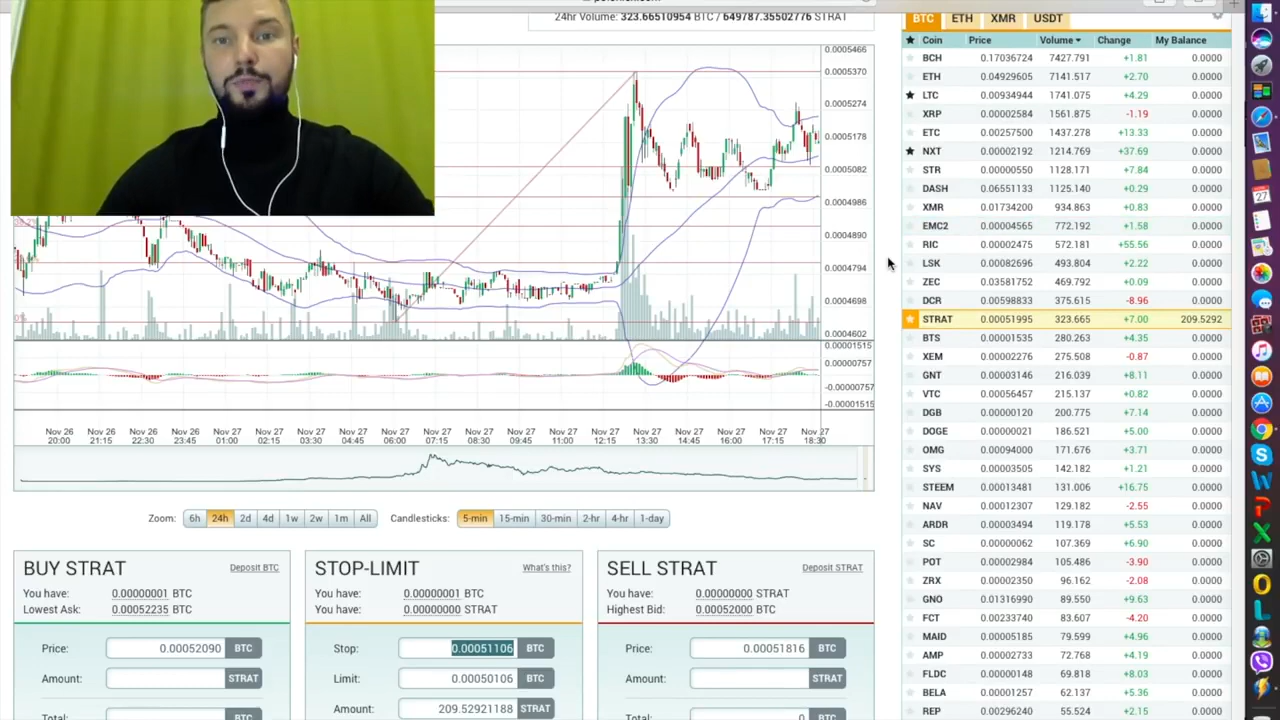 24hr Volume: 323.66510954 BTC / 649787.35502776 STRAT
0.0005466
0.0005370
0.0005274
0.0005178
0.0005082
0.0004986
0.0004890
0.0004794
0.0004698
0.0004602
0.00001515
0.00000757
-0.00000757
-0.00001515
0%
Nov 26 Nov 26 Nov 26 Nov 26 Nov 27 Nov 27 Nov 27 Nov 27 Nov 27 Nov 27 Nov 27 Nov 27 Nov 27 Nov 27 Nov 27 Nov 27 Nov 27 Nov 27 Nov 27
20:00 21:15 22:30 23:45 01:00 02:15 03:30 04:45 06:00 07:15 08:30 09:45 11:00 12:15 13:30 14:45 16:00 17:15 18:30
Zoom: 6h 24h 2d 4d 1w 2w 1m All Candlesticks: 5-min 15-min 30-min 2-hr 4-hr 1-day
BUY STRAT Deposit BTC
You have: 0.00000001 BTC
Lowest Ask: 0.00052235 BTC
Price: 0.00052090 BTC
Amount: STRAT
Total: BTC
STOP-LIMIT What's this?
You have: 0.00000001 BTC
You have: 0.00000000 STRAT
Stop: 0.00051106 BTC
Limit: 0.00050106 BTC
Amount: 209.52921188 STRAT
SELL STRAT Deposit STRAT
You have: 0.00000000 STRAT
Highest Bid: 0.00052000 BTC
Price: 0.00051816 BTC
Amount: STRAT
Total: 0 BTC
BTC ETH XMR USDT
Coin Price Volume Change My Balance
BCH 0.17036724 7427.791 +1.81 0.0000
ETH 0.04929605 7141.517 +2.70 0.0000
LTC 0.00934944 1741.075 +4.29 0.0000
XRP 0.00002584 1561.875 -1.19 0.0000
ETC 0.00257500 1437.278 +13.33 0.0000
NXT 0.00002192 1214.769 +37.69 0.0000
STR 0.00000550 1128.171 +7.84 0.0000
DASH 0.06551133 1125.140 +0.29 0.0000
XMR 0.01734200 934.863 +0.83 0.0000
EMC2 0.00004565 772.192 +1.58 0.0000
RIC 0.00002475 572.181 +55.56 0.0000
LSK 0.00082696 493.804 +2.22 0.0000
ZEC 0.03581752 469.792 +0.09 0.0000
DCR 0.00598833 375.615 -8.96 0.0000
STRAT 0.00051995 323.665 +7.00 209.5292
BTS 0.00001535 280.263 +4.35 0.0000
XEM 0.00002276 275.508 -0.87 0.0000
GNT 0.00003146 216.039 +8.11 0.0000
VTC 0.00056457 215.137 +0.82 0.0000
DGB 0.00000120 200.775 +7.14 0.0000
DOGE 0.00000021 186.521 +5.00 0.0000
OMG 0.00094000 171.676 +3.71 0.0000
SYS 0.00003505 142.182 +1.21 0.0000
STEEM 0.00013481 131.006 +16.75 0.0000
NAV 0.00012307 129.182 -2.55 0.0000
ARDR 0.00003494 119.178 +5.53 0.0000
SC 0.00000062 107.369 +6.90 0.0000
POT 0.00002984 105.486 -3.90 0.0000
ZRX 0.00002350 96.162 -2.08 0.0000
GNO 0.01316990 89.550 +9.63 0.0000
FCT 0.00233740 83.607 -4.20 0.0000
MAID 0.00005185 79.599 +4.96 0.0000
AMP 0.00002733 72.768 +4.19 0.0000
FLDC 0.00000148 69.818 +8.03 0.0000
BELA 0.00001257 62.137 +5.36 0.0000
REP 0.00296240 55.524 +2.15 0.0000
27